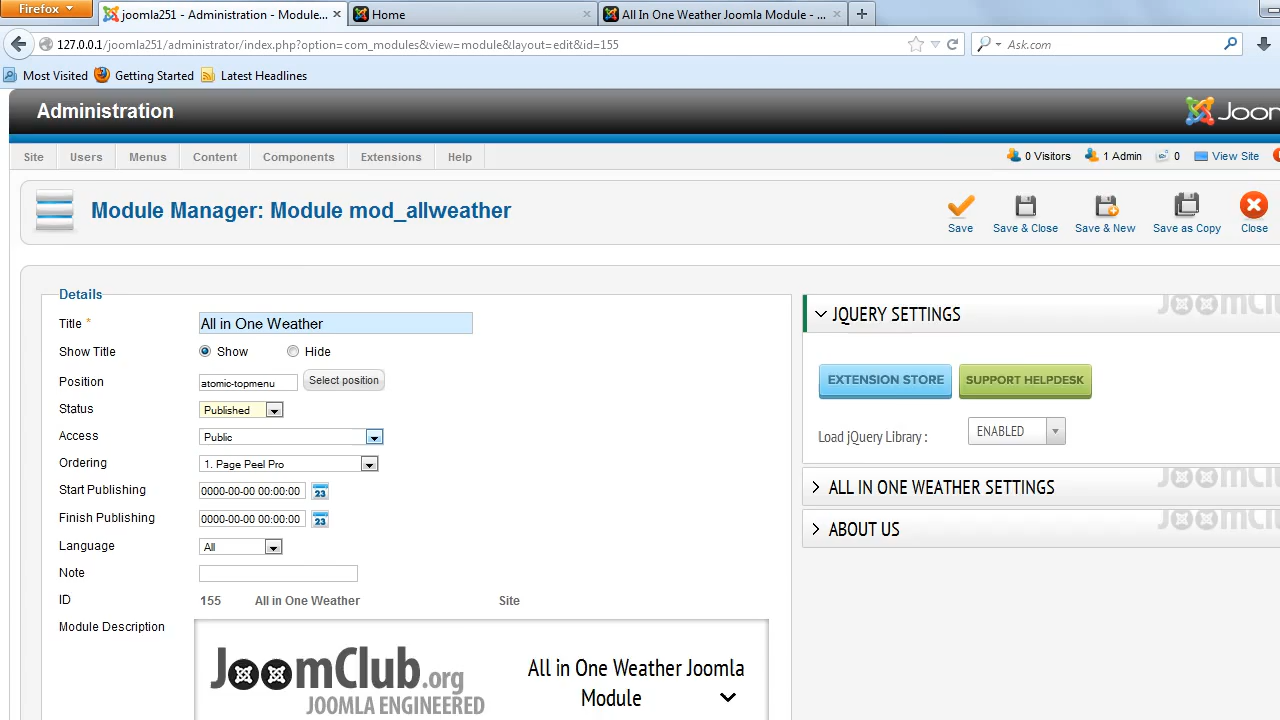 Firefox
joomla251 - Administration - Module... ×
Home ×
All In One Weather Joomla Module - ... ×
127.0.0.1/joomla251/administrator/index.php?option=com_modules&view=module&layout=edit&id=155
Ask.com
Most Visited Getting Started Latest Headlines
Administration
Joo
Site Users Menus Content Components Extensions Help
0 Visitors 1 Admin 0 View Site
Module Manager: Module mod_allweather
Save Save & Close Save & New Save as Copy Close
Details
Title *
All in One Weather
Show Title Show Hide
Position atomic-topmenu Select position
Status Published
Access Public
Ordering 1. Page Peel Pro
Start Publishing 0000-00-00 00:00:00 23
Finish Publishing 0000-00-00 00:00:00 23
Language All
Note
ID 155 All in One Weather Site
Module Description
JoomClub.org
JOOMLA ENGINEERED
All in One Weather Joomla
Module
JQUERY SETTINGS
EXTENSION STORE SUPPORT HELPDESK
Load jQuery Library : ENABLED
ALL IN ONE WEATHER SETTINGS
JoomClu
ABOUT US
JoomClu